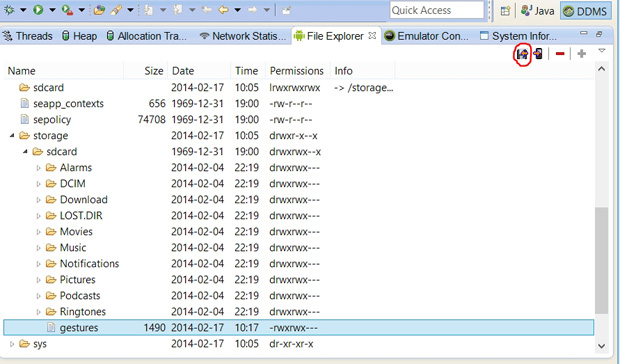 Quick Access Java DDMS
Threads Heap Allocation Tra... Network Statis... File Explorer Emulator Con... System Infor...
Name Size Date Time Permissions Info
sdcard 2014-02-17 10:05 lrwxrwxrwx -> /storage...
seapp_contexts 656 1969-12-31 19:00 -rw-r--r--
sepolicy 74708 1969-12-31 19:00 -rw-r--r--
storage 2014-02-17 10:05 drwxr-x--x
sdcard 1969-12-31 19:00 drwxrwx--x
Alarms 2014-02-04 22:19 drwxrwx---
DCIM 2014-02-04 22:19 drwxrwx---
Download 2014-02-04 22:19 drwxrwx---
LOST.DIR 2014-02-04 22:19 drwxrwx---
Movies 2014-02-04 22:19 drwxrwx---
Music 2014-02-04 22:19 drwxrwx---
Notifications 2014-02-04 22:19 drwxrwx---
Pictures 2014-02-04 22:19 drwxrwx---
Podcasts 2014-02-04 22:19 drwxrwx---
Ringtones 2014-02-04 22:19 drwxrwx---
gestures 1490 2014-02-17 10:17 -rwxrwx---
sys 2014-02-17 10:05 dr-xr-xr-x